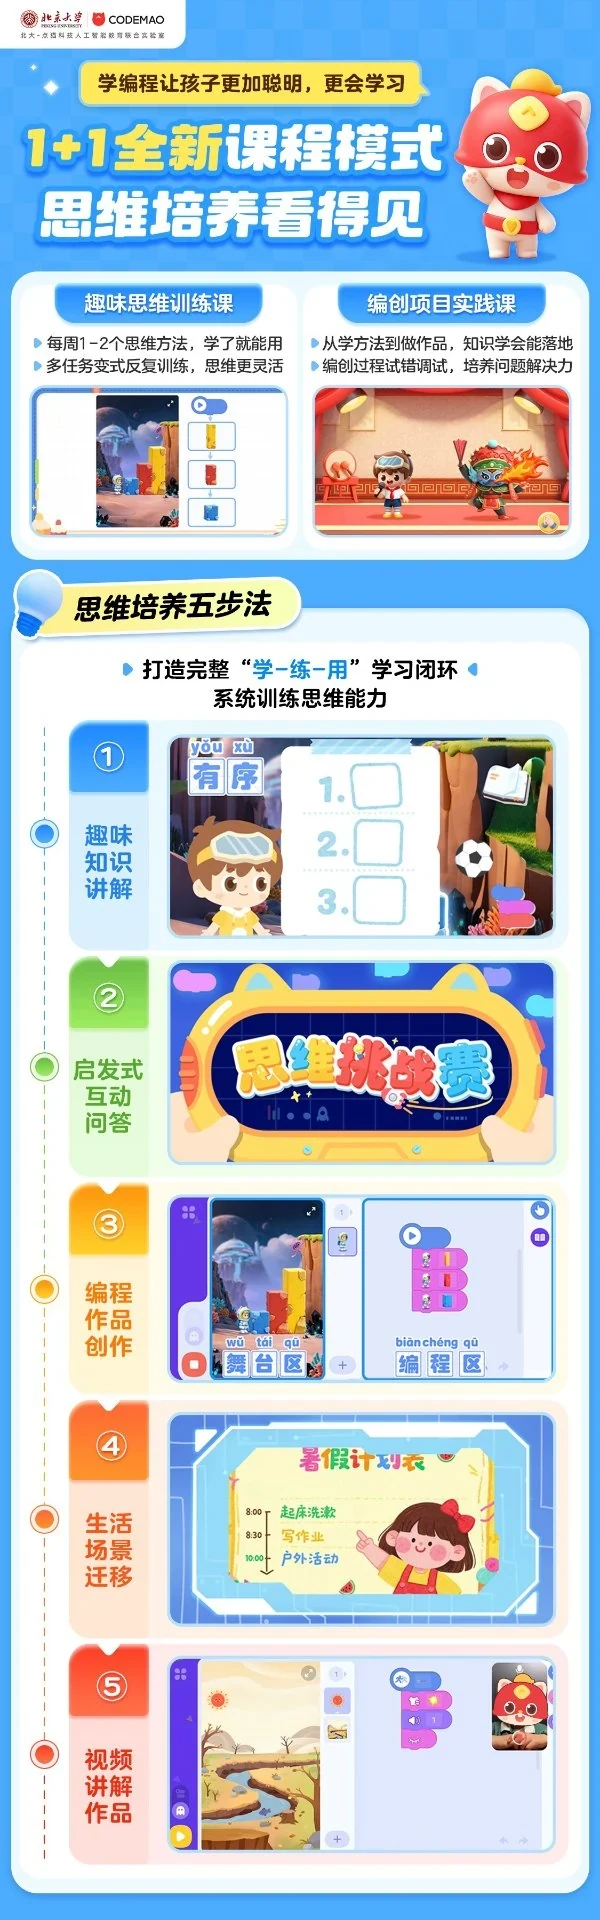 北京大学
PEKING UNIVERSITY
CODEMAO
北大-点猫科技人工智能教育联合实验室
学编程让孩子更加聪明，更会学习
1+1全新课程模式
思维培养看得见
趣味思维训练课
每周1-2个思维方法，学了就能用
多任务变式反复训练，思维更灵活
编创项目实践课
从学方法到做作品，知识学会能落地
编创过程试错调试，培养问题解决力
思维培养五步法
打造完整“学-练-用”学习闭环
系统训练思维能力
①
趣味
知识
讲解
yǒu xù
有序
1.
2.
3.
②
启发式
互动
问答
思维挑战赛
③
编程
作品
创作
1
wǔ tái qū
舞台区
biān chéng qū
编程区
④
生活
场景
迁移
暑假计划表
8:00 起床洗漱
8:30 写作业
10:00 户外活动
⑤
视频
讲解
作品
1
1